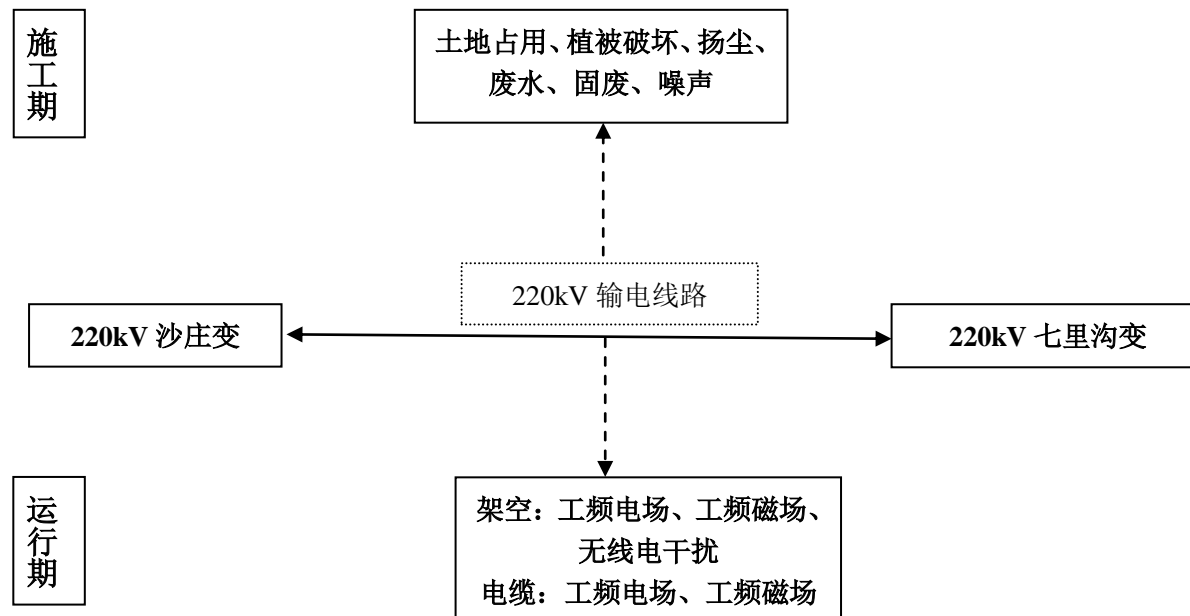 施工期
土地占用、植被破坏、扬尘、
废水、固废、噪声
220kV 输电线路
220kV 沙庄变
220kV 七里沟变
运行期
架空：工频电场、工频磁场、
无线电干扰
电缆：工频电场、工频磁场